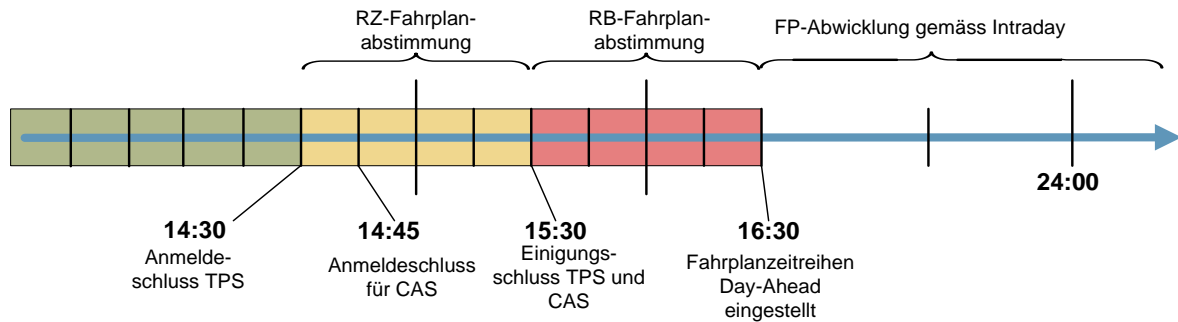 RZ-Fahrplan-
abstimmung
RB-Fahrplan-
abstimmung
FP-Abwicklung gemäss Intraday
24:00
14:30
Anmelde-
schluss TPS
14:45
Anmeldeschluss
für CAS
15:30
Einigungs-
schluss TPS und
CAS
16:30
Fahrplanzeitreihen
Day-Ahead
eingestellt